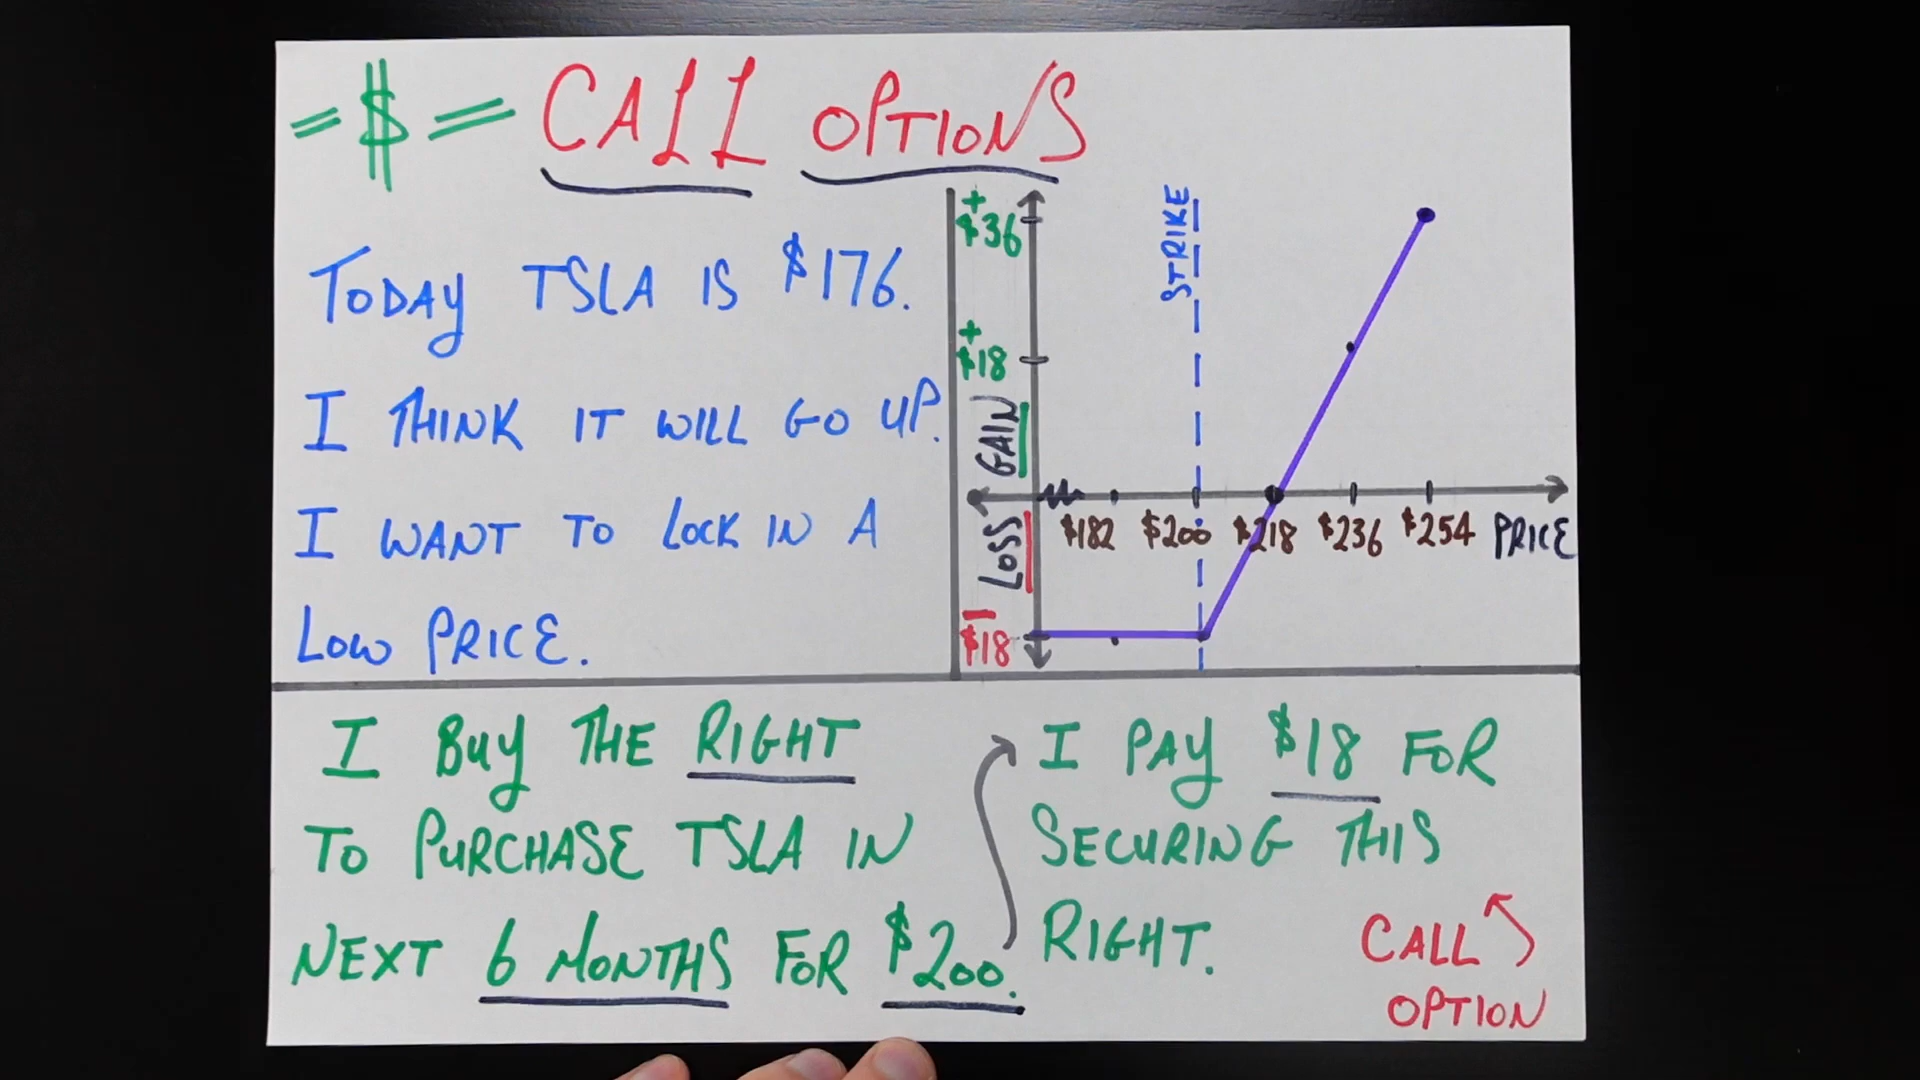 = $ = CALL OPTIONS
TODAY TSLA IS $176.
I THINK IT WILL GO UP.
I WANT TO LOCK IN A
LOW PRICE.
+
$36
+
$18
GAIN
LOSS
-
$18
STRIKE
$182 $200 $218 $236 $254 PRICE
I BUY THE RIGHT
TO PURCHASE TSLA IN
NEXT 6 MONTHS FOR $200.
I PAY $18 FOR
SECURING THIS
RIGHT.
CALL
OPTION